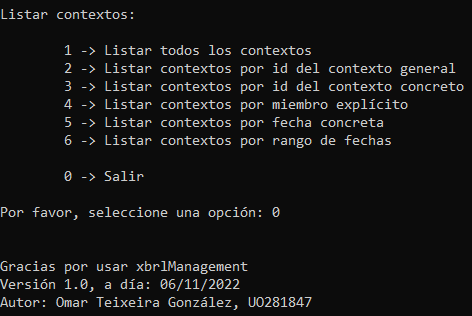 Listar contextos:
1 -> Listar todos los contextos
2 -> Listar contextos por id del contexto general
3 -> Listar contextos por id del contexto concreto
4 -> Listar contextos por miembro explícito
5 -> Listar contextos por fecha concreta
6 -> Listar contextos por rango de fechas
0 -> Salir
Por favor, seleccione una opción: 0
Gracias por usar xbrlManagement
Versión 1.0, a día: 06/11/2022
Autor: Omar Teixeira González, UO281847